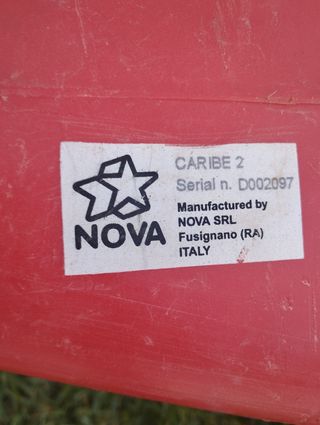 NOVA
CARIBE 2
Serial n. D002097
Manufactured by
NOVA SRL
Fusignano (RA)
ITALY